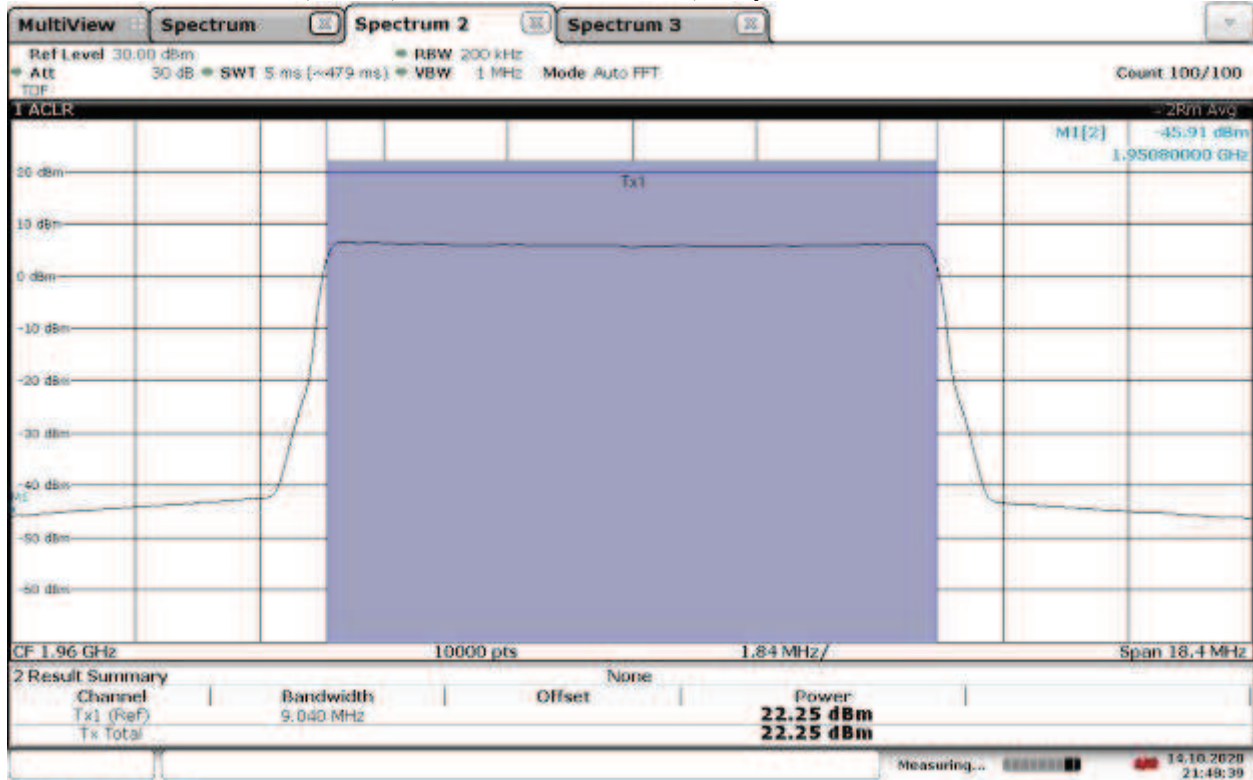 MultiView Spectrum Spectrum 2 Spectrum 3
Ref Level 30.00 dBm RBW 200 kHz
Att 30 dB SWT 5 ms (~479 ms) VBW 1 MHz Mode Auto FFT Count 100/100
TDF
1 ACLR 2Rm Avg
M1[2] -45.91 dBm
1.95080000 GHz
20 dBm
Tx1
10 dBm
0 dBm
-10 dBm
-20 dBm
-30 dBm
-40 dBm
M1
-50 dBm
-60 dBm
CF 1.96 GHz 10000 pts 1.84 MHz/ Span 18.4 MHz
2 Result Summary None
Channel Bandwidth Offset Power
Tx1 (Ref) 9.040 MHz 22.25 dBm
Tx Total 22.25 dBm
Measuring... 14.10.2020
21:48:39